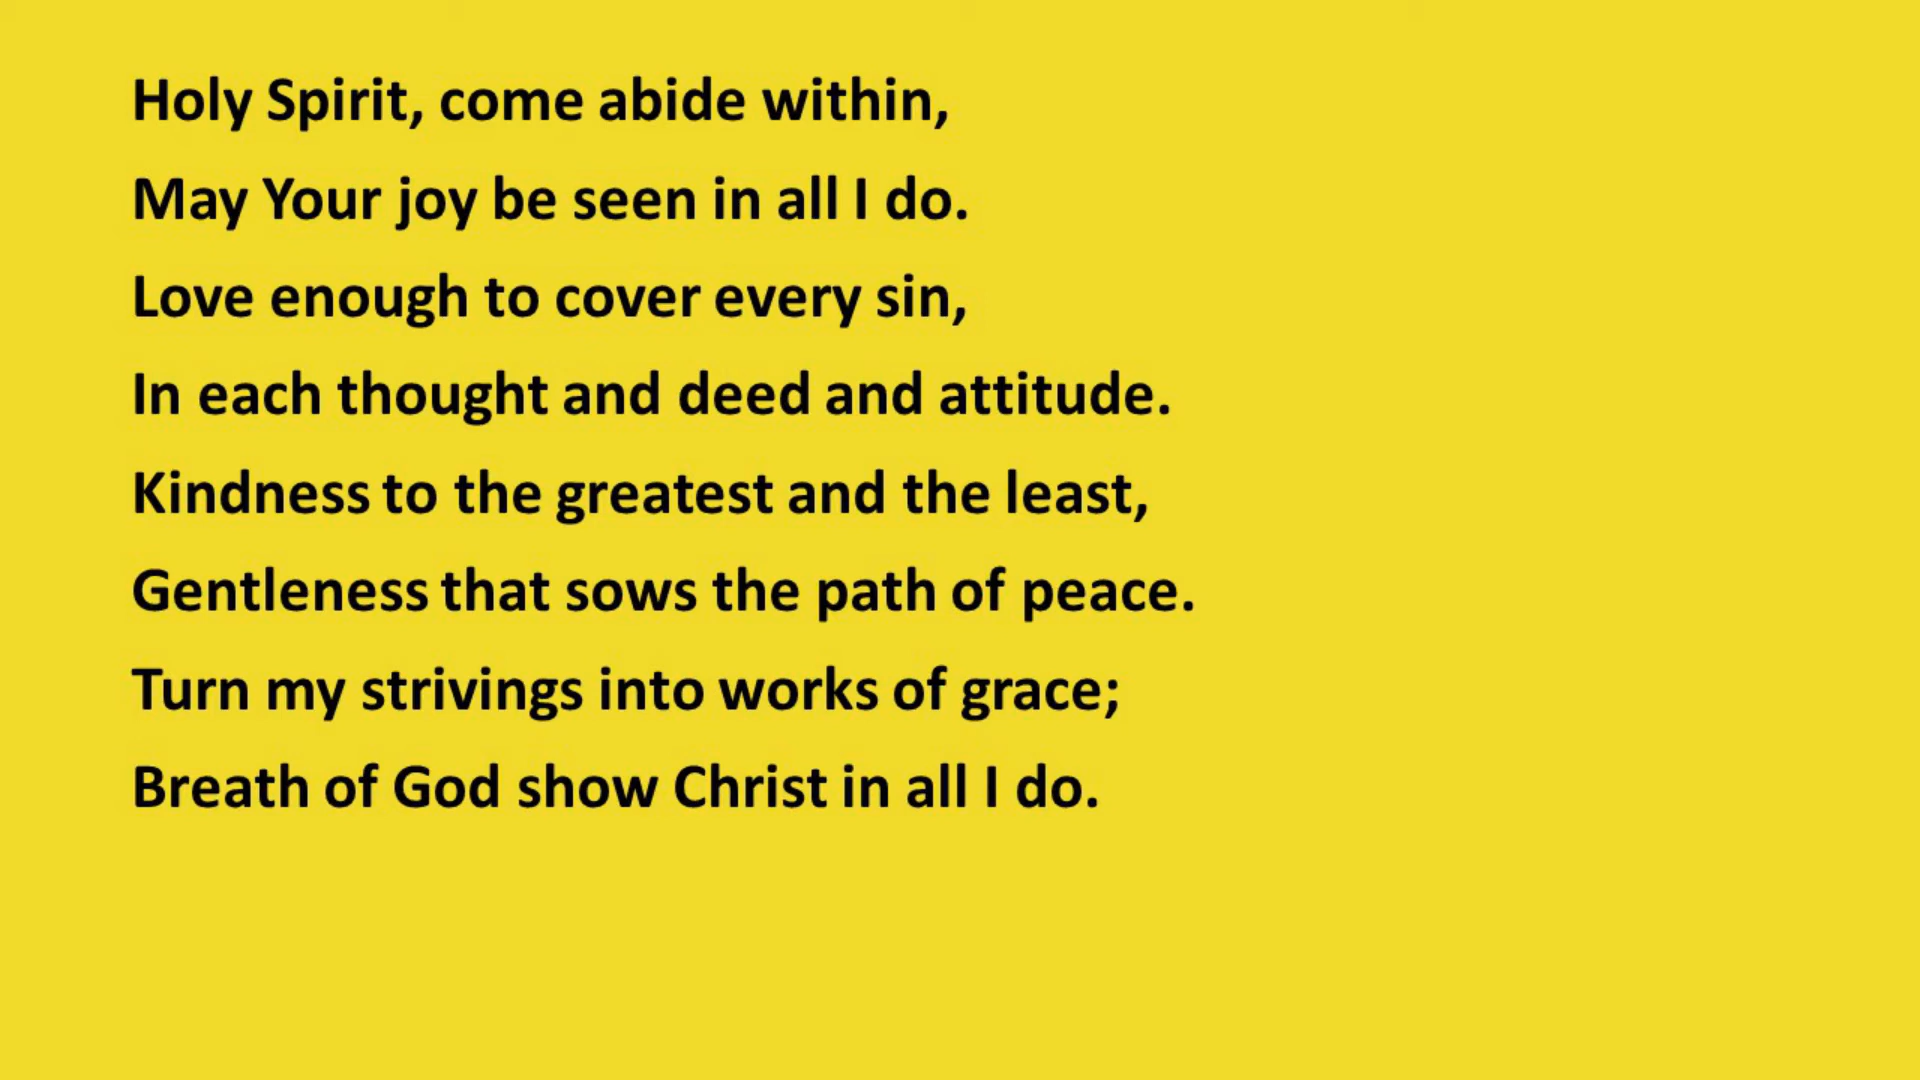 Holy Spirit, come abide within,
May Your joy be seen in all I do.
Love enough to cover every sin,
In each thought and deed and attitude.
Kindness to the greatest and the least,
Gentleness that sows the path of peace.
Turn my strivings into works of grace;
Breath of God show Christ in all I do.